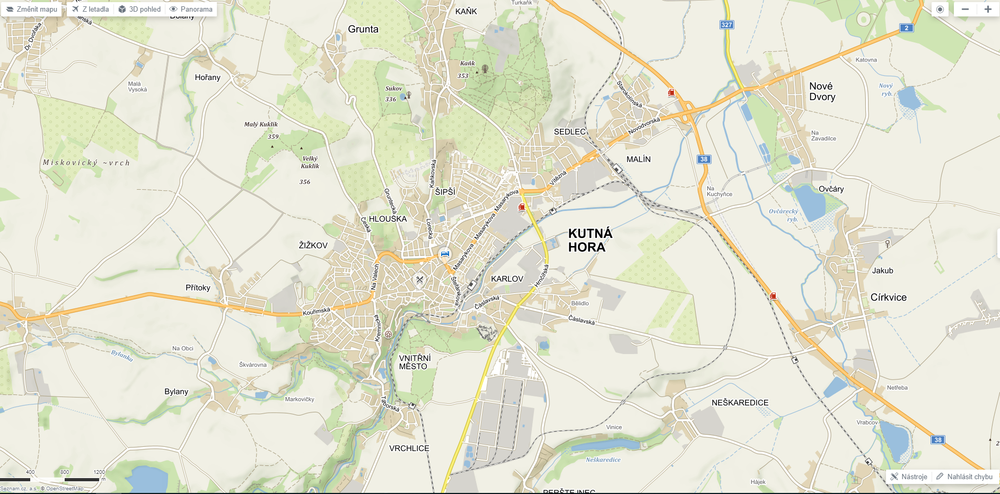 Změnit mapu
Z letadla
3D pohled
Panorama
Turkaňk
KAŇK
Grunta
327
2
Dr. Dvořáka
Hořany
Malá
Vysoká
Kaňk
353
Sukov
336
Katovna
Nové
Dvory
Nový
ryb.
Starokolínská
Novodvorská
SEDLEC
Malý Kuklík
359
Na
Zavadilce
Miskovický ~vrch
Velký
Kuklík
356
MALÍN
38
Kaňkovská
Vítězná
ŠIPŠÍ
Gruntecká
Masarykova
Masarykova
Masarykova
Na
Kuchyňce
Ovčáry
Ovčárecký
ryb.
HLOUŠKA
Česká
Lorecká
KUTNÁ
HORA
ŽIŽKOV
Na Valech
Štefánikova
KARLOV
Hrnčířská
Jakub
Přítoky
Církvice
Kouřimská
Čáslavská
Bělidlo
Čáslavská
Kremnická
Na Obci
Bylanka
Škvárovna
VNITŘNÍ
MĚSTO
Bylany
Markovičky
Táborská
Netřeba
NEŠKAREDICE
Vinice
Vrabcov
38
VRCHLICE
Neškaredice
400
800
1200
m
Seznam.cz, a.s., © OpenStreetMap
Hájek
Nástroje
Nahlásit chybu